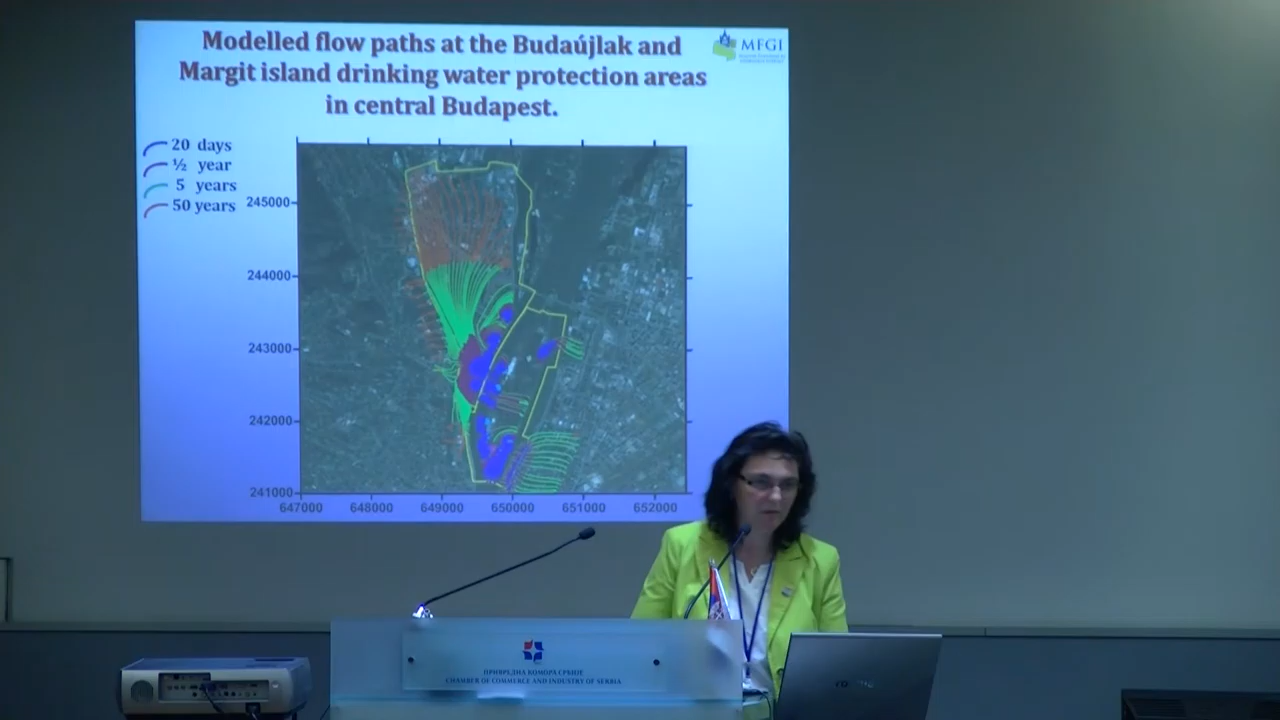 Modelled flow paths at the Budaújlak and
Margit island drinking water protection areas
in central Budapest.
MFGI
20 days
½ year
5 years
50 years
245000
244000
243000
242000
241000
647000 648000 649000 650000 651000 652000
ПРИВРЕДНА КОМОРА СРБИЈЕ
CHAMBER OF COMMERCE AND INDUSTRY OF SERBIA